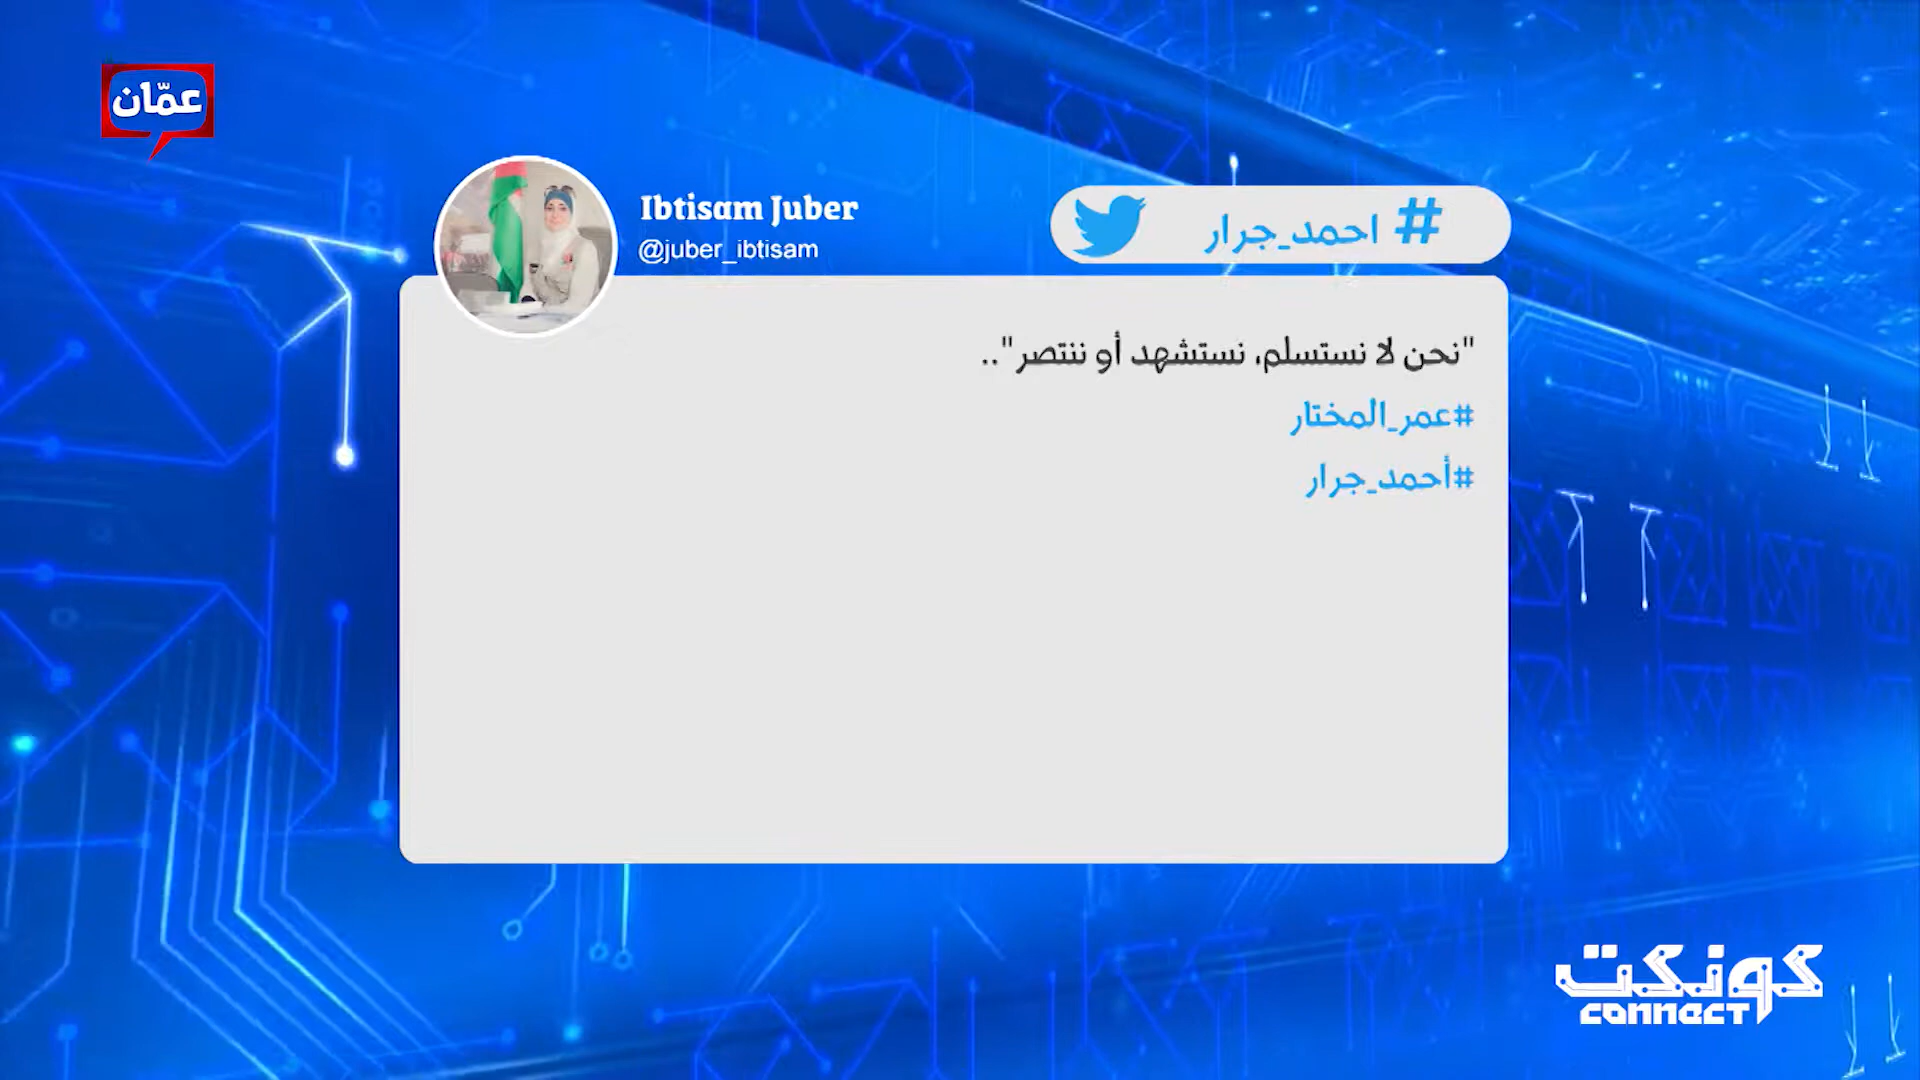 عمّان
Ibtisam Juber
@juber_ibtisam
# احمد_جرار
"نحن لا نستسلم، نستشهد أو ننتصر"..
#عمر_المختار
#أحمد_جرار
كونكت
connect